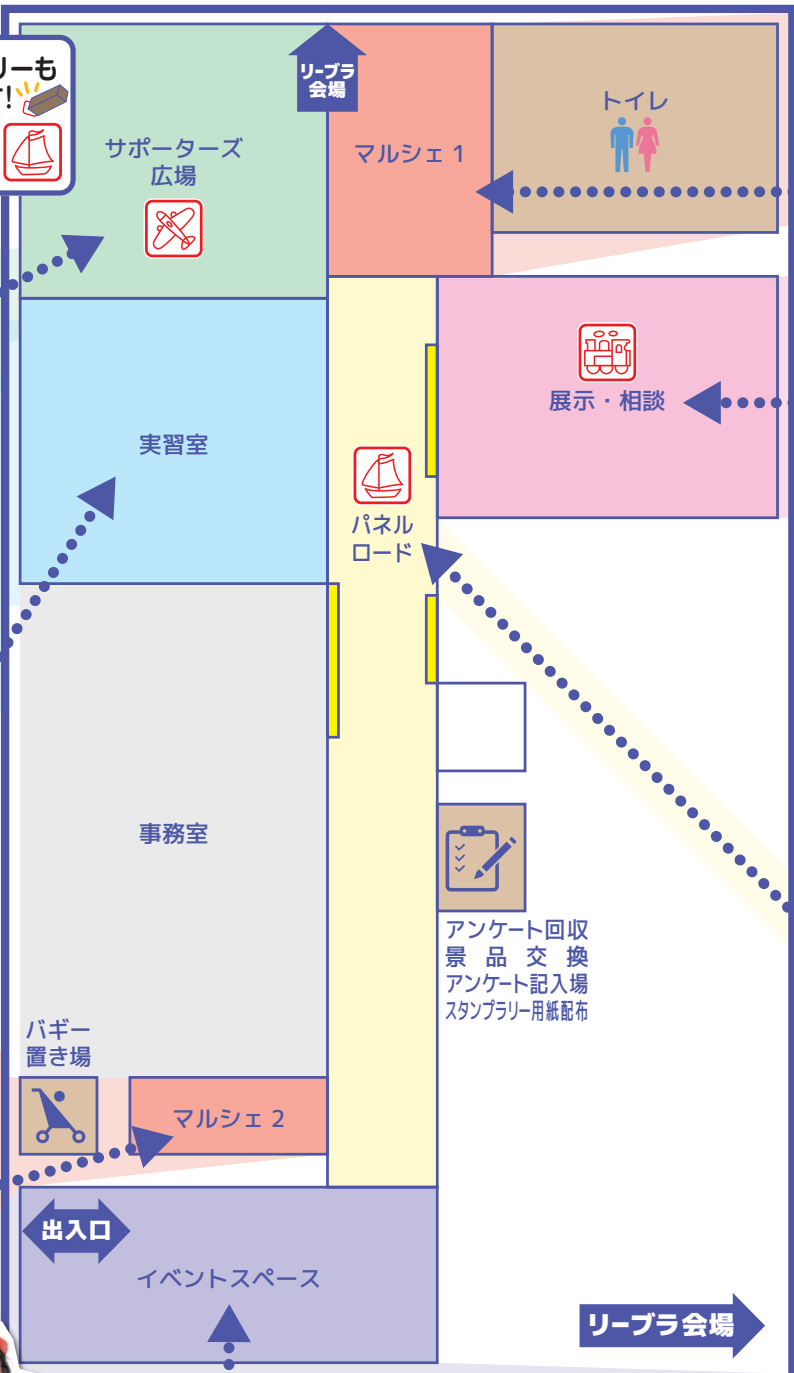 リーも
!
リーブラ
会場
トイレ
サポーターズ
広場
マルシェ 1
展示・相談
実習室
パネル
ロード
事務室
アンケート回収
景品交換
アンケート記入場
スタンプラリー用紙配布
バギー
置き場
マルシェ 2
出入口
イベントスペース
リーブラ会場